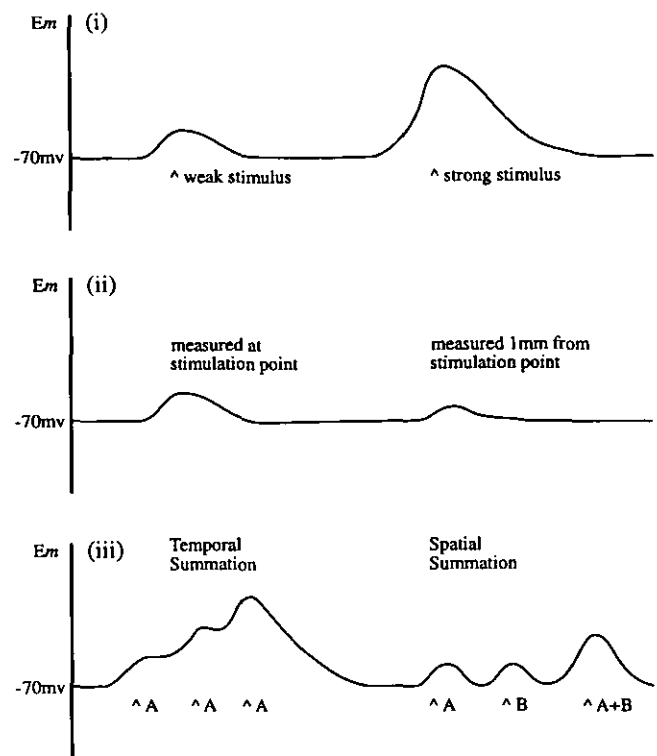 Em (i)
-70mv
^ weak stimulus
^ strong stimulus
Em (ii)
measured at
stimulation point
measured 1mm from
stimulation point
-70mv
Em (iii)
Temporal
Summation
Spatial
Summation
-70mv
^ A ^ A ^ A
^ A ^ B ^ A+B